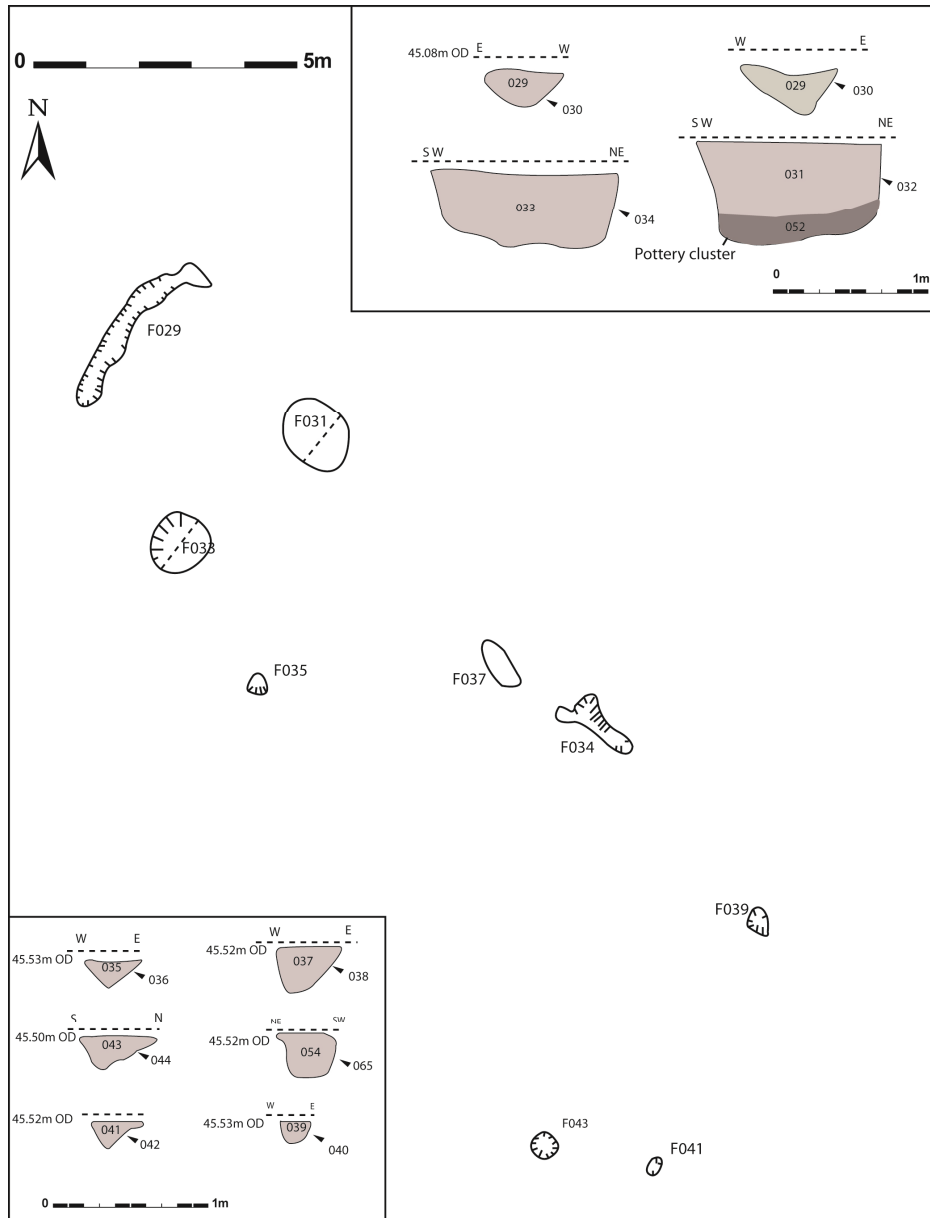 0 5m
N
45.08m OD E W
029
030
W E
029
030
S W NE
033
034
S W NE
031
032
052
Pottery cluster
0 1m
F029
F031
F033
F035
F037
F034
F039
F043
F041
W E
45.53m OD
035
036
W E
45.52m OD
037
038
S N
45.50m OD
043
044
NE SW
45.52m OD
054
065
45.52m OD
041
042
W E
45.53m OD
039
040
0 1m